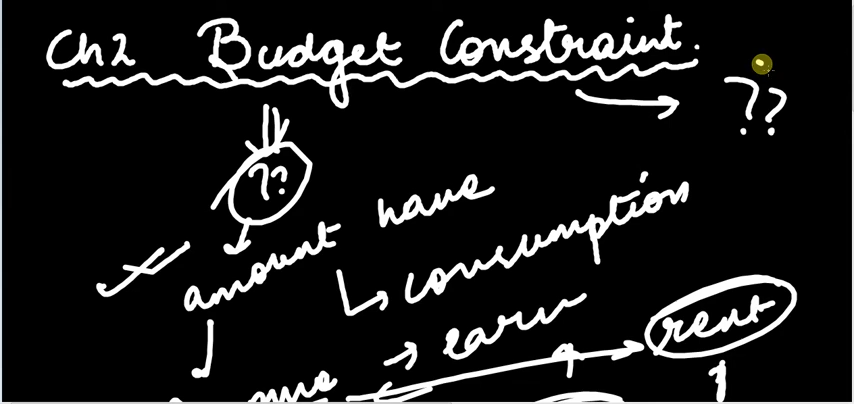 Ch2 Budget Constraint.
??
??
amount have
consumption
→ earn
rent